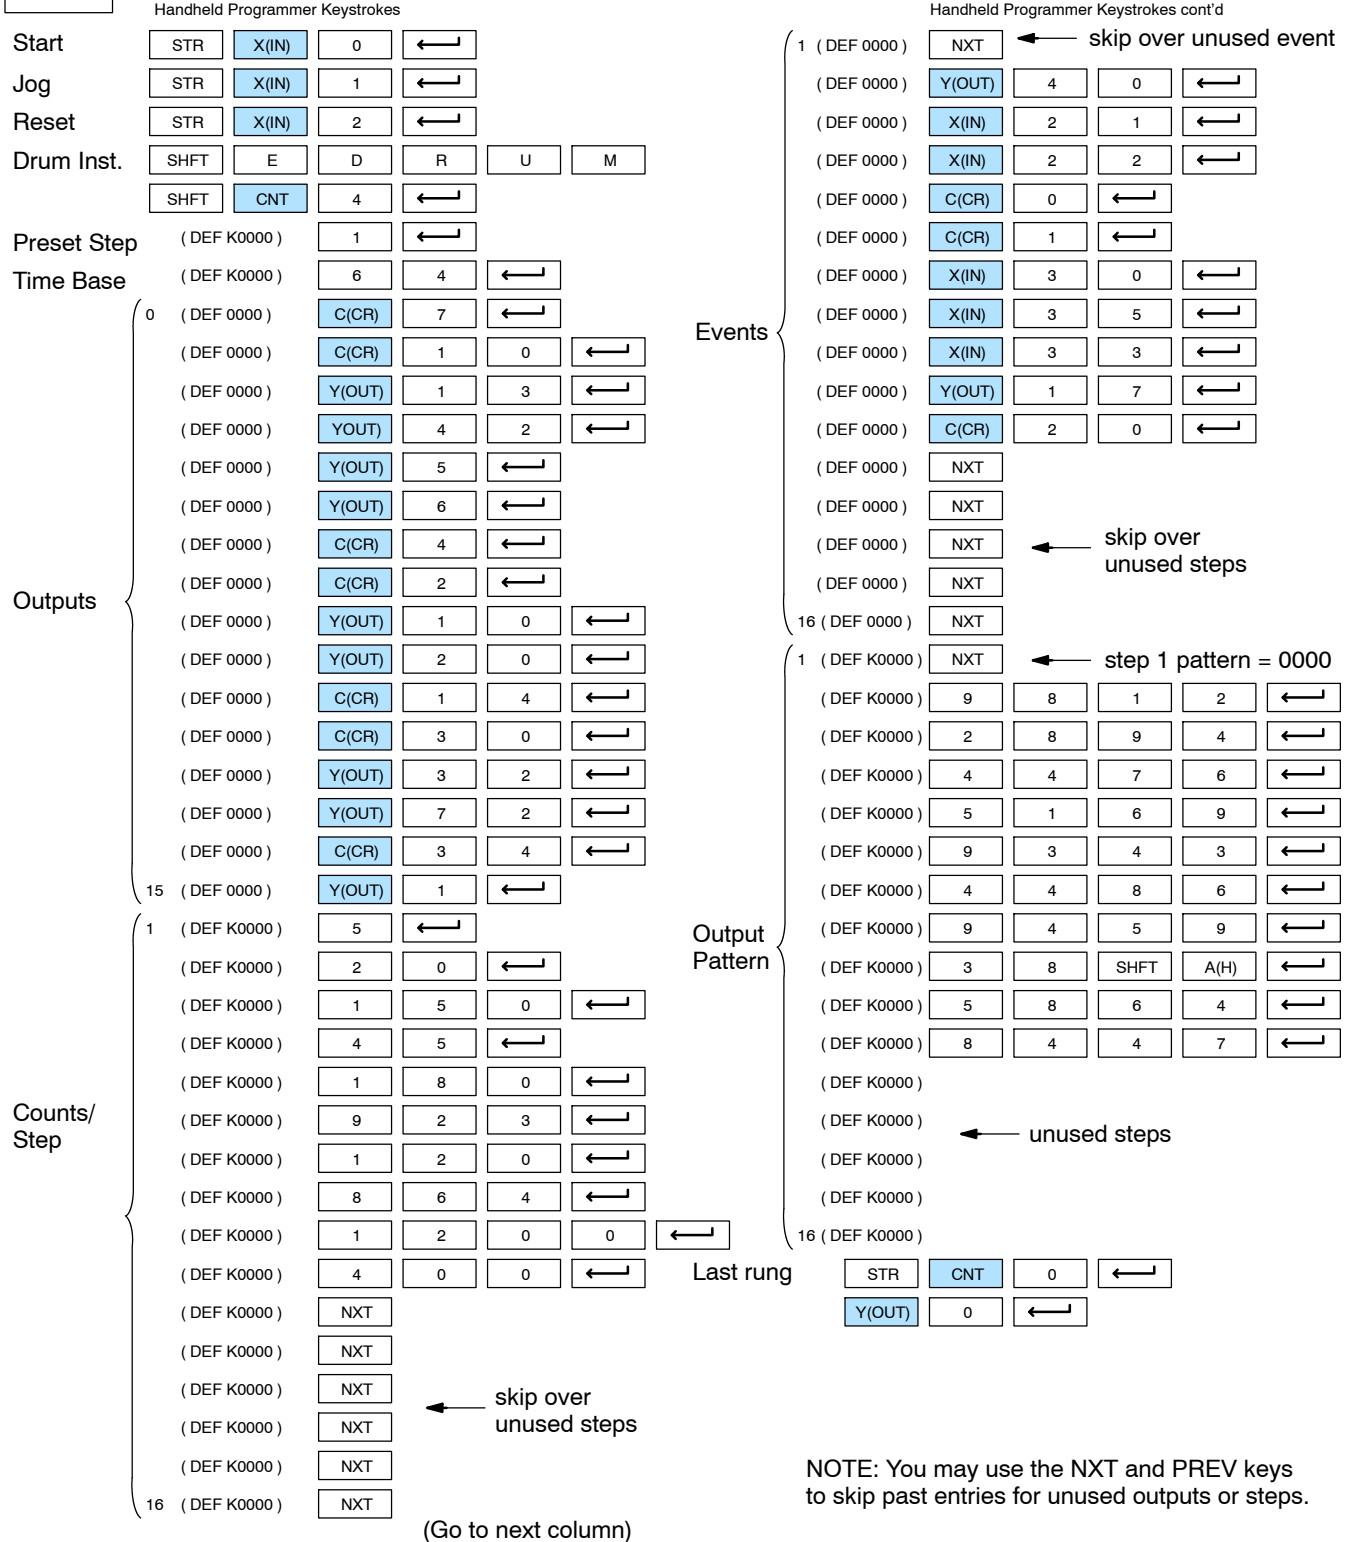 Handheld Programmer Keystrokes
Start STR X(IN) 0
Jog STR X(IN) 1
Reset STR X(IN) 2
Drum Inst. SHFT E D R U M
SHFT CNT 4
Preset Step ( DEF K0000 ) 1
Time Base ( DEF K0000 ) 6 4
Outputs
0 ( DEF 0000 ) C(CR) 7
( DEF 0000 ) C(CR) 1 0
( DEF 0000 ) Y(OUT) 1 3
( DEF 0000 ) YOUT) 4 2
( DEF 0000 ) Y(OUT) 5
( DEF 0000 ) Y(OUT) 6
( DEF 0000 ) C(CR) 4
( DEF 0000 ) C(CR) 2
( DEF 0000 ) Y(OUT) 1 0
( DEF 0000 ) Y(OUT) 2 0
( DEF 0000 ) C(CR) 1 4
( DEF 0000 ) C(CR) 3 0
( DEF 0000 ) Y(OUT) 3 2
( DEF 0000 ) Y(OUT) 7 2
( DEF 0000 ) C(CR) 3 4
15 ( DEF 0000 ) Y(OUT) 1
Counts/
Step
1 ( DEF K0000 ) 5
( DEF K0000 ) 2 0
( DEF K0000 ) 1 5 0
( DEF K0000 ) 4 5
( DEF K0000 ) 1 8 0
( DEF K0000 ) 9 2 3
( DEF K0000 ) 1 2 0
( DEF K0000 ) 8 6 4
( DEF K0000 ) 1 2 0 0
( DEF K0000 ) 4 0 0
( DEF K0000 ) NXT
( DEF K0000 ) NXT
( DEF K0000 ) NXT
skip over
unused steps
( DEF K0000 ) NXT
( DEF K0000 ) NXT
16 ( DEF K0000 ) NXT
(Go to next column)
Handheld Programmer Keystrokes cont'd
Events
1 ( DEF 0000 ) NXT skip over unused event
( DEF 0000 ) Y(OUT) 4 0
( DEF 0000 ) X(IN) 2 1
( DEF 0000 ) X(IN) 2 2
( DEF 0000 ) C(CR) 0
( DEF 0000 ) C(CR) 1
( DEF 0000 ) X(IN) 3 0
( DEF 0000 ) X(IN) 3 5
( DEF 0000 ) X(IN) 3 3
( DEF 0000 ) Y(OUT) 1 7
( DEF 0000 ) C(CR) 2 0
( DEF 0000 ) NXT
( DEF 0000 ) NXT
( DEF 0000 ) NXT
skip over
unused steps
( DEF 0000 ) NXT
16 ( DEF 0000 ) NXT
Output
Pattern
1 ( DEF K0000 ) NXT step 1 pattern = 0000
( DEF K0000 ) 9 8 1 2
( DEF K0000 ) 2 8 9 4
( DEF K0000 ) 4 4 7 6
( DEF K0000 ) 5 1 6 9
( DEF K0000 ) 9 3 4 3
( DEF K0000 ) 4 4 8 6
( DEF K0000 ) 9 4 5 9
( DEF K0000 ) 3 8 SHFT A(H)
( DEF K0000 ) 5 8 6 4
( DEF K0000 ) 8 4 4 7
( DEF K0000 )
( DEF K0000 )
unused steps
( DEF K0000 )
( DEF K0000 )
16 ( DEF K0000 )
Last rung STR CNT 0
Y(OUT) 0
NOTE: You may use the NXT and PREV keys
to skip past entries for unused outputs or steps.